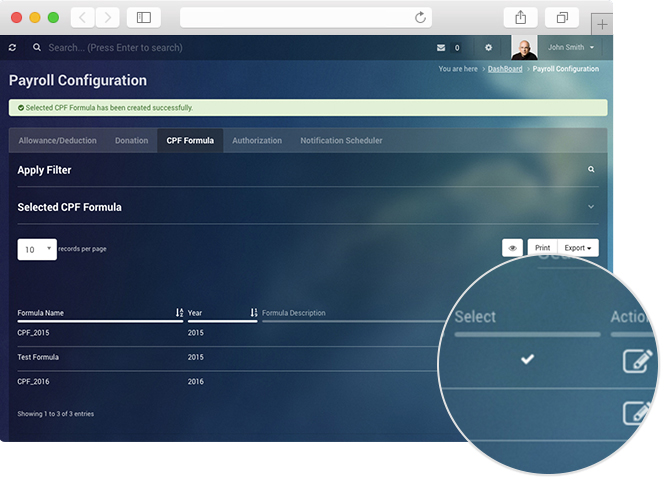 Search... (Press Enter to search)
0
John Smith
Payroll Configuration
You are here > DashBoard > Payroll Configuration
Selected CPF Formula has been created successfully.
Allowance/Deduction Donation CPF Formula Authorization Notification Scheduler
Apply Filter
Selected CPF Formula
10 records per page
Print Export
Formula Name Year Formula Description Select Action
CPF_2015 2015
Test Formula 2015
CPF_2016 2016
Showing 1 to 3 of 3 entries